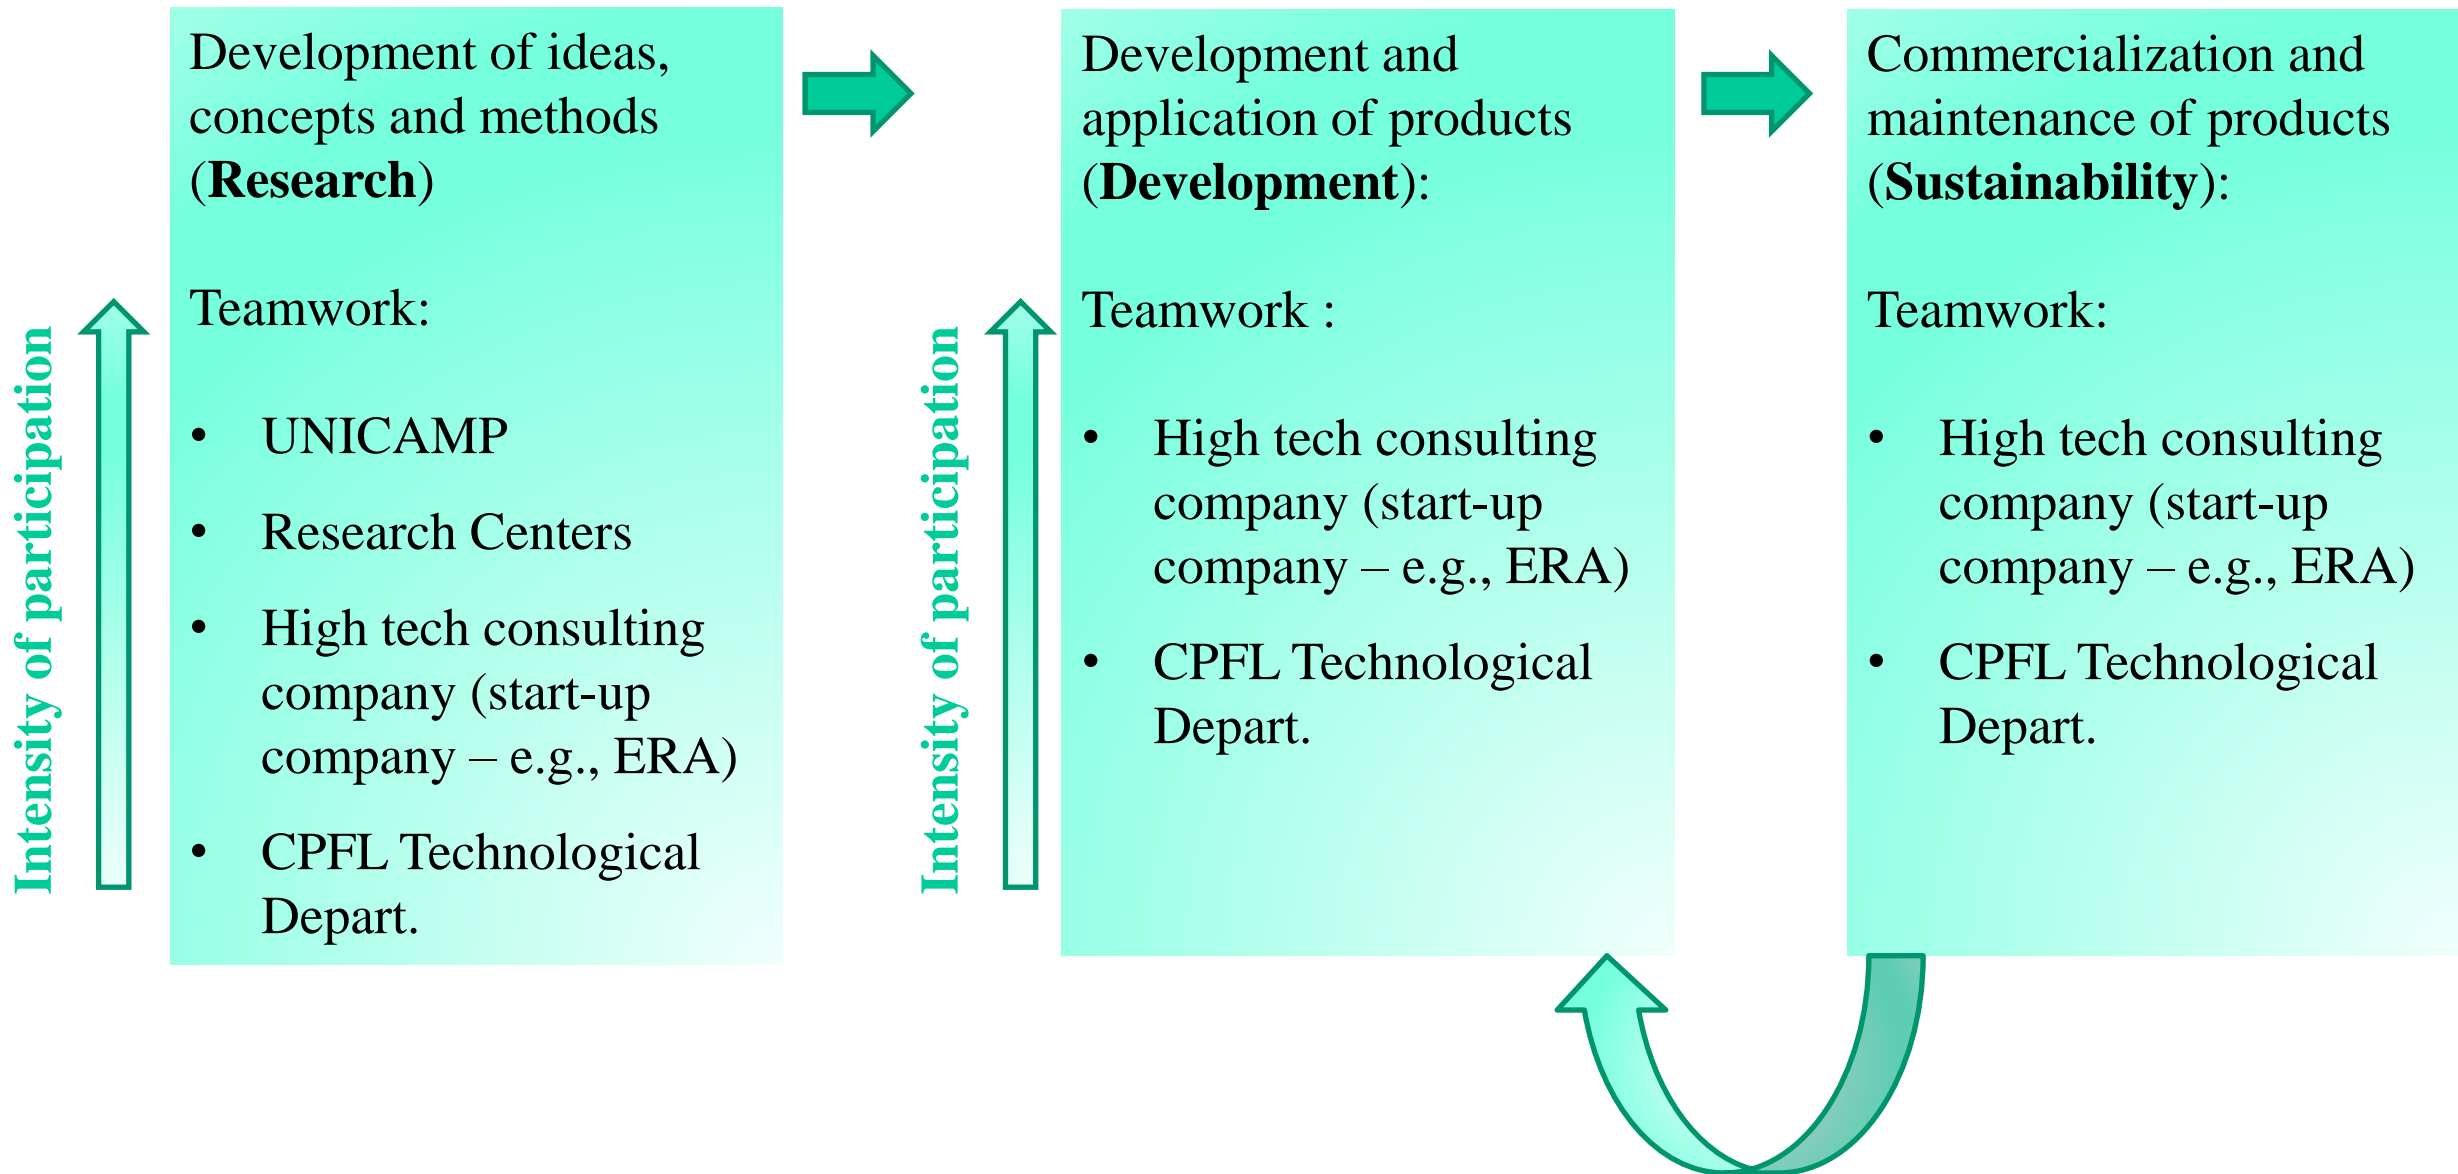 Intensity of participation
Development of ideas,
concepts and methods
(Research)
Teamwork:
• UNICAMP
• Research Centers
• High tech consulting
company (start-up
company – e.g., ERA)
• CPFL Technological
Depart.
Intensity of participation
Development and
application of products
(Development):
Teamwork :
• High tech consulting
company (start-up
company – e.g., ERA)
• CPFL Technological
Depart.
Commercialization and
maintenance of products
(Sustainability):
Teamwork:
• High tech consulting
company (start-up
company – e.g., ERA)
• CPFL Technological
Depart.